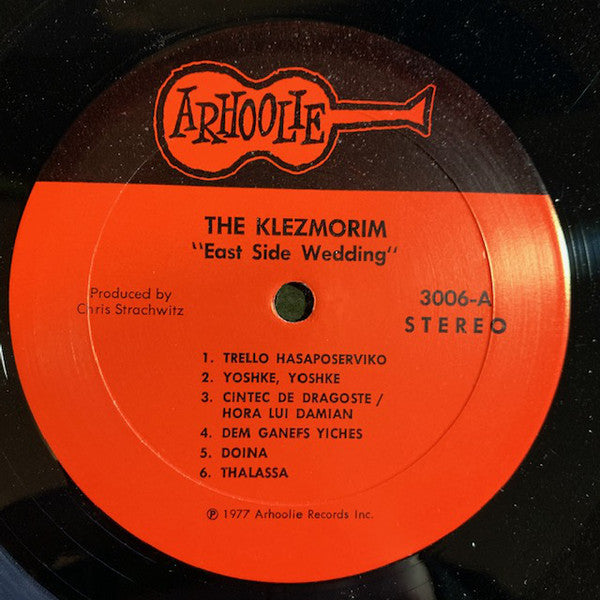 ARHOOLIE
THE KLEZMORIM
"East Side Wedding"
Produced by
Chris Strachwitz
3006-A
STEREO
1. TRELLO HASAPOSERVIKO
2. YOSHKE, YOSHKE
3. CINTEC DE DRAGOSTE /
HORA LUI DAMIAN
4. DEM GANEFS YICHES
5. DOINA
6. THALASSA
℗ 1977 Arhoolie Records Inc.